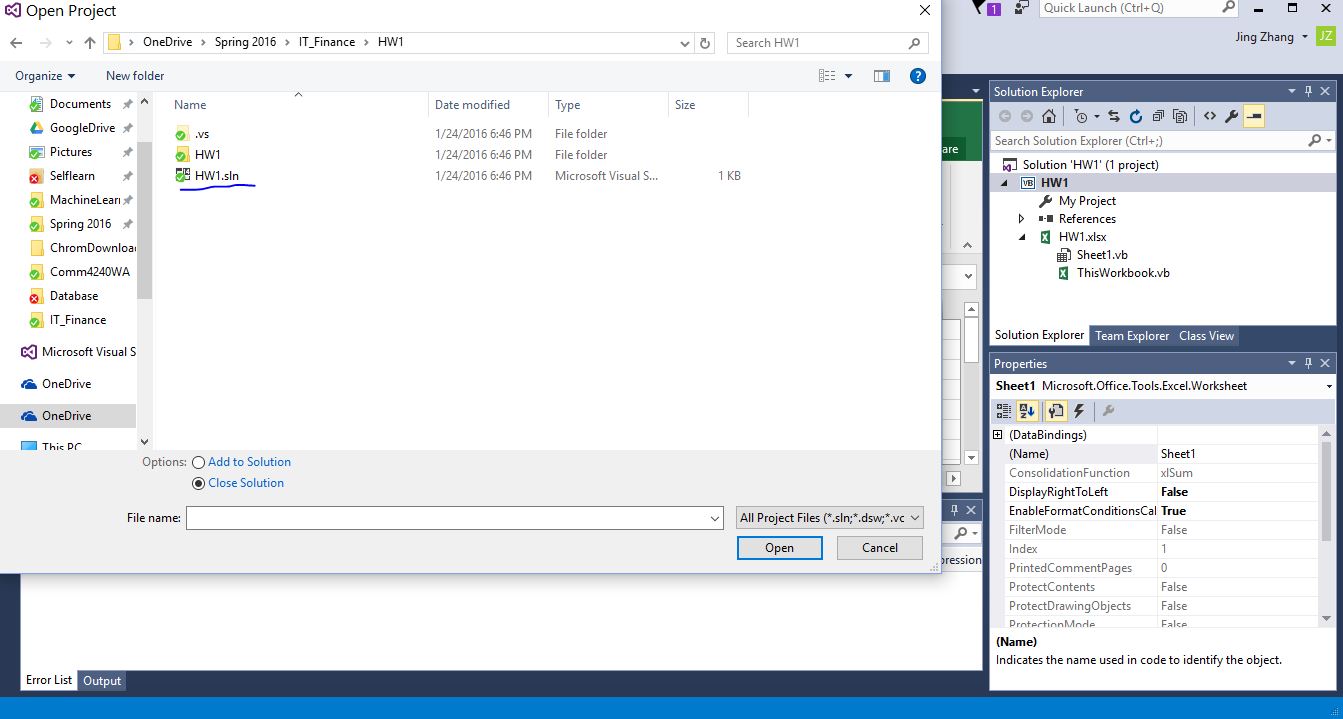 Open Project
1
Quick Launch (Ctrl+Q)
OneDrive > Spring 2016 > IT_Finance > HW1
Search HW1
Jing Zhang
JZ
Organize
New folder
?
Solution Explorer
Documents
GoogleDrive
Pictures
Selflearn
MachineLearn
Spring 2016
ChromDownload
Comm4240WA
Database
IT_Finance
Microsoft Visual S
OneDrive
OneDrive
This PC
Name Date modified Type Size
.vs 1/24/2016 6:46 PM File folder
HW1 1/24/2016 6:46 PM File folder
HW1.sln 1/24/2016 6:46 PM Microsoft Visual S... 1 KB
are
Search Solution Explorer (Ctrl+;)
Solution 'HW1' (1 project)
VB HW1
My Project
References
HW1.xlsx
Sheet1.vb
ThisWorkbook.vb
Solution Explorer Team Explorer Class View
Options: Add to Solution
Close Solution
File name:
All Project Files (*.sln;*.dsw;*.vc
Open Cancel
pression
Properties
Sheet1 Microsoft.Office.Tools.Excel.Worksheet
(DataBindings)
(Name) Sheet1
ConsolidationFunction xlSum
DisplayRightToLeft False
EnableFormatConditionsCal True
FilterMode False
Index 1
PrintedCommentPages 0
ProtectContents False
ProtectDrawingObjects False
ProtectionMode False
(Name)
Indicates the name used in code to identify the object.
Error List Output